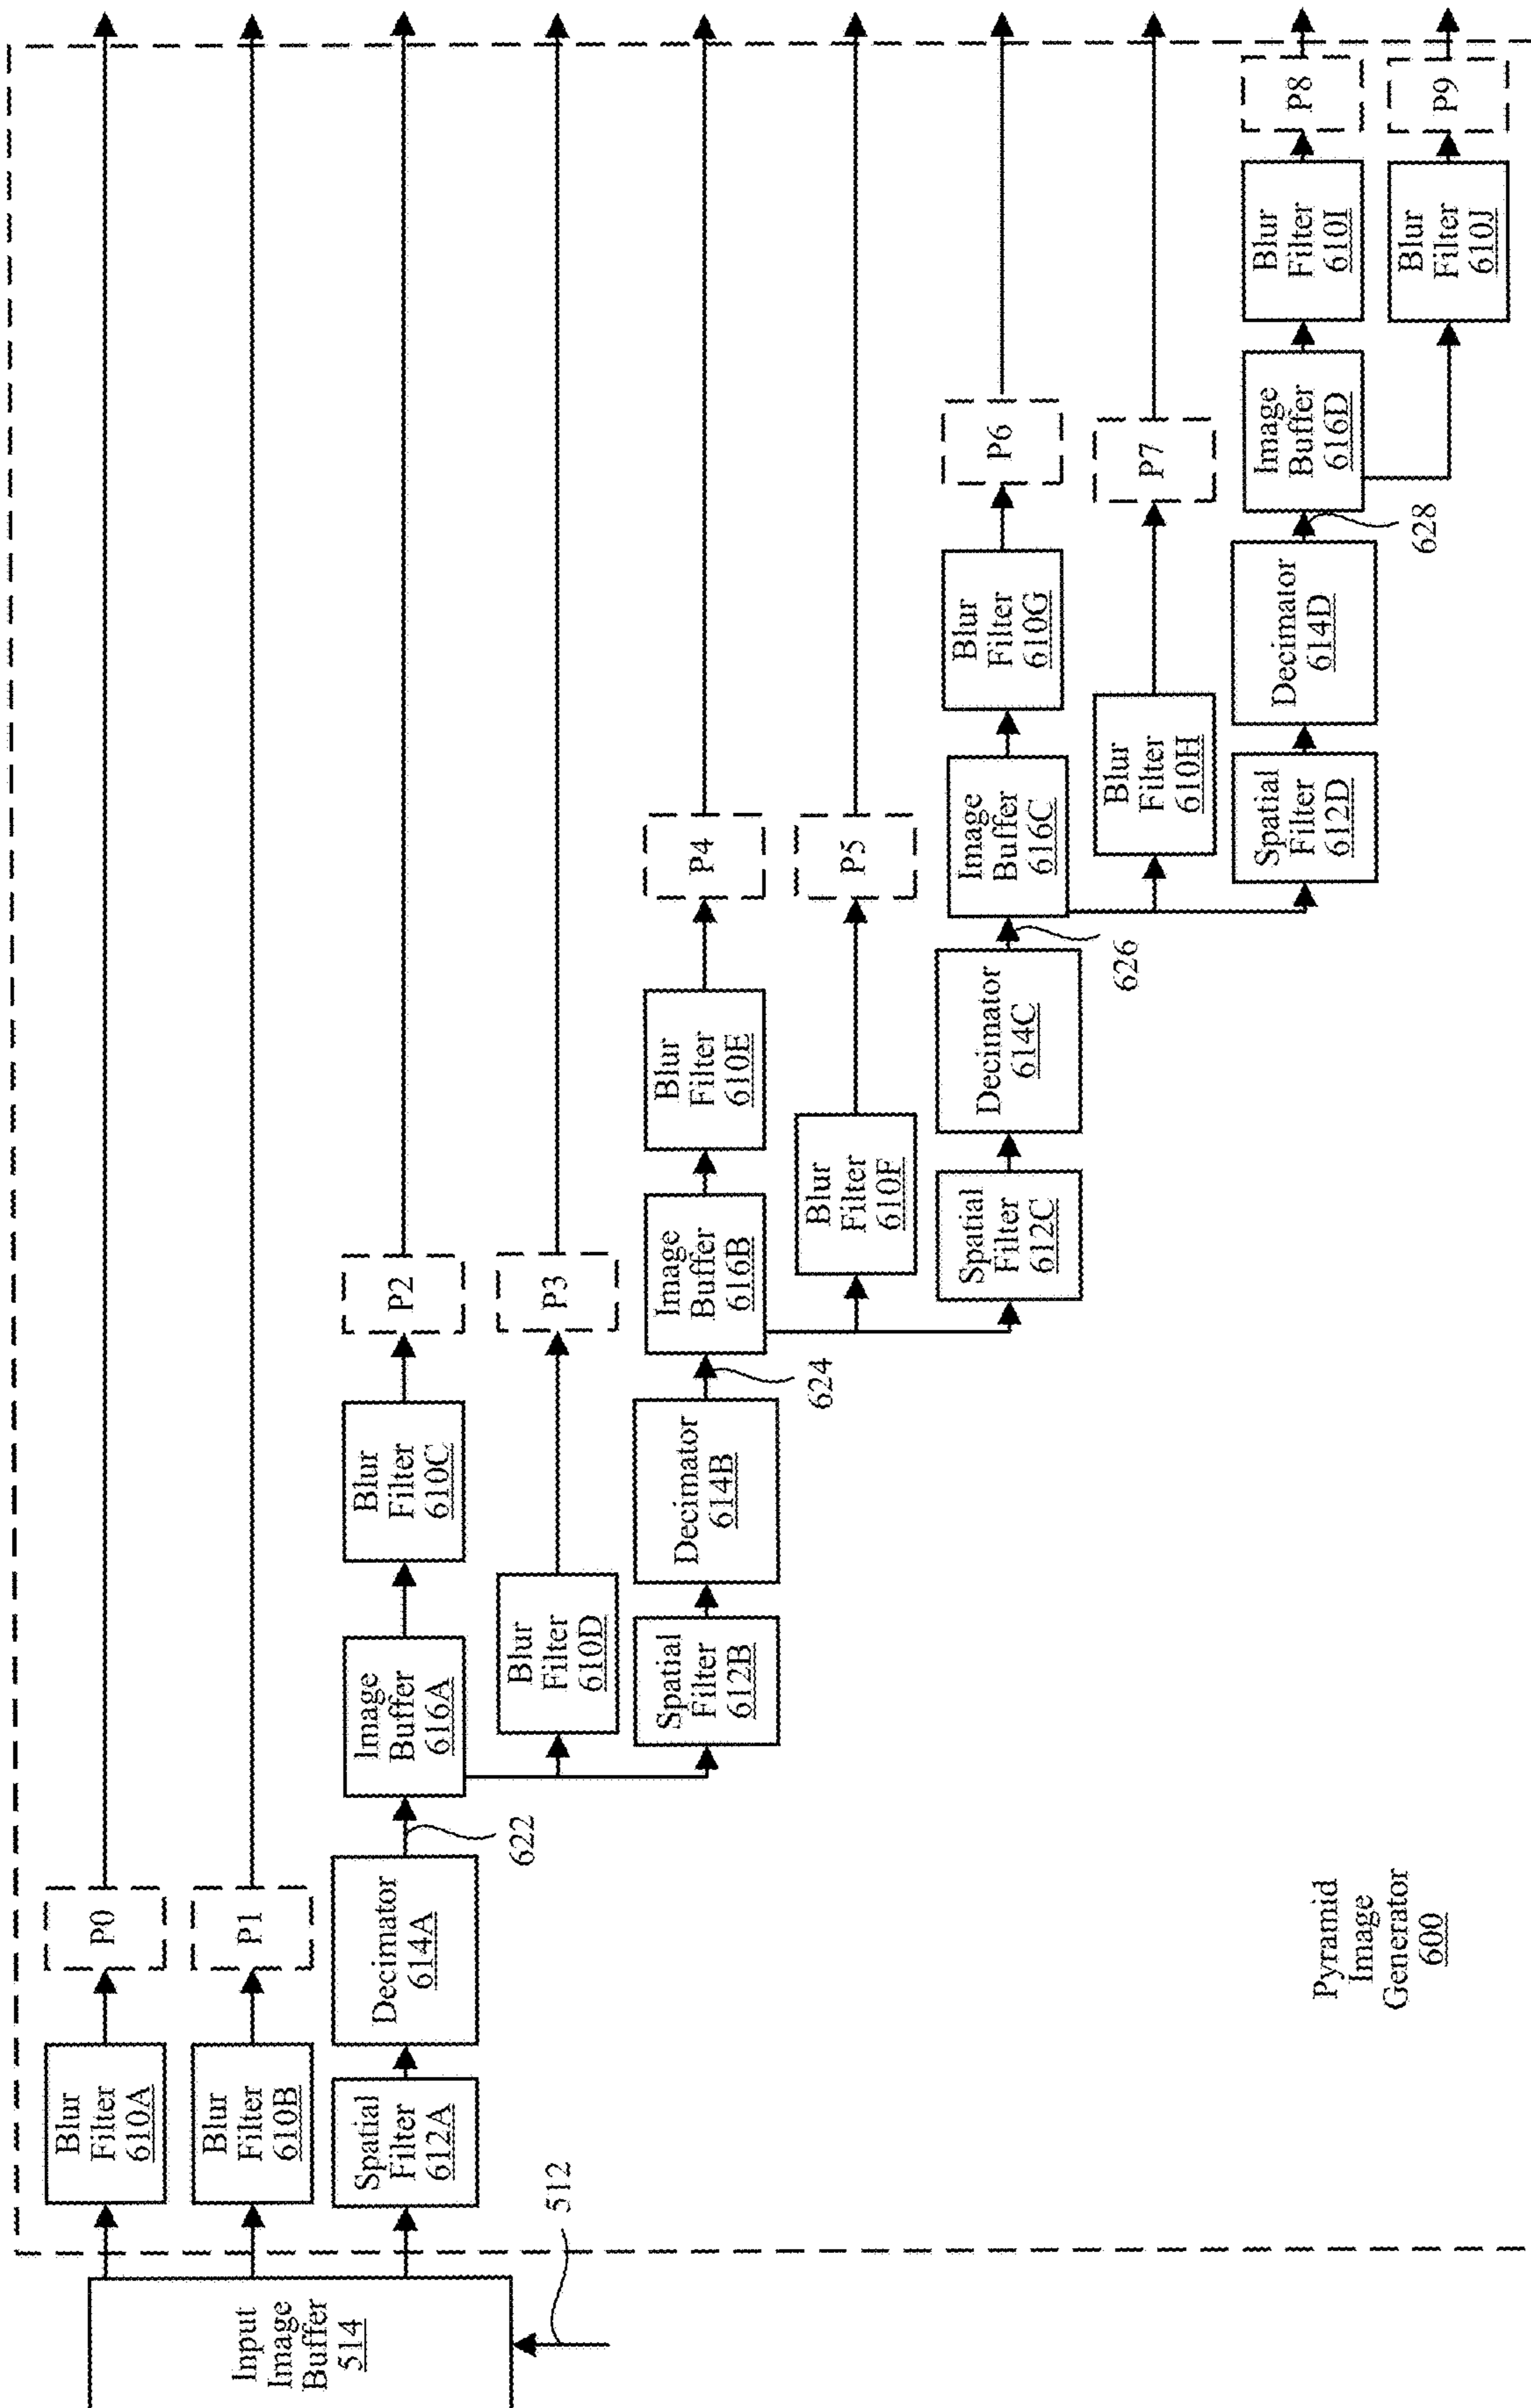 Input
Image
Buffer
514
512
Blur
Filter
610A
P0
Blur
Filter
610B
P1
Spatial
Filter
612A
Decimator
614A
622
Image
Buffer
616A
Blur
Filter
610C
P2
Blur
Filter
610D
P3
Spatial
Filter
612B
Decimator
614B
624
Image
Buffer
616B
Blur
Filter
610E
P4
Blur
Filter
610F
P5
Spatial
Filter
612C
Decimator
614C
626
Image
Buffer
616C
Blur
Filter
610G
P6
Blur
Filter
610H
P7
Spatial
Filter
612D
Decimator
614D
628
Image
Buffer
616D
Blur
Filter
610I
P8
Blur
Filter
610J
P9
Pyramid
Image
Generator
600